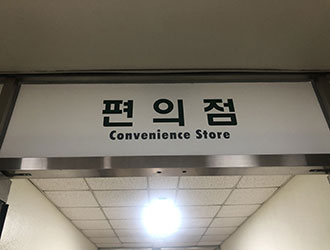 편의점
Convenience Store